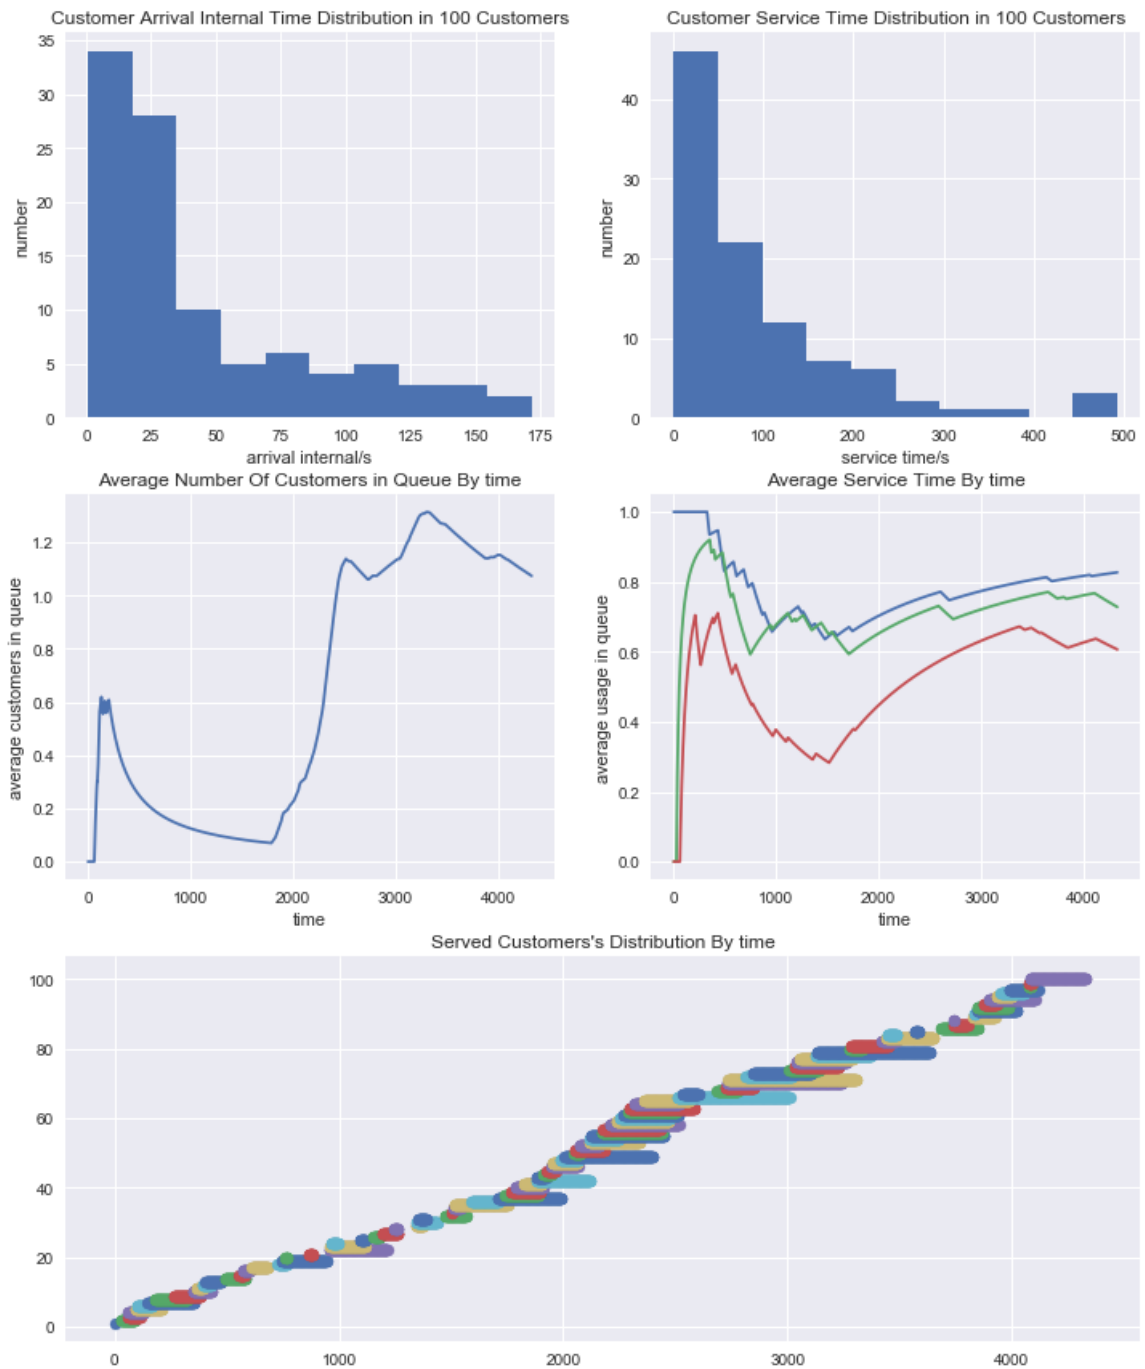 Customer Arrival Internal Time Distribution in 100 Customers
35
30
25
20
15
10
5
0
number
0 25 50 75 100 125 150 175
arrival internal/s
Customer Service Time Distribution in 100 Customers
40
30
20
10
0
number
0 100 200 300 400 500
service time/s
Average Number Of Customers in Queue By time
1.2
1.0
0.8
0.6
0.4
0.2
0.0
average customers in queue
0 1000 2000 3000 4000
time
Average Service Time By time
1.0
0.8
0.6
0.4
0.2
0.0
average usage in queue
0 1000 2000 3000 4000
time
Served Customers's Distribution By time
100
80
60
40
20
0
0 1000 2000 3000 4000